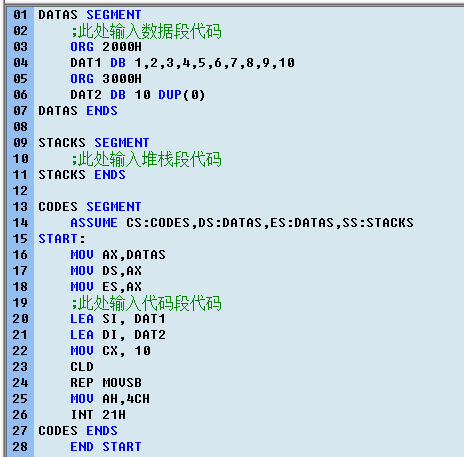 01 DATAS SEGMENT
02     ;此处输入数据段代码
03     ORG 2000H
04     DAT1 DB 1,2,3,4,5,6,7,8,9,10
05     ORG 3000H
06     DAT2 DB 10 DUP(0)
07 DATAS ENDS
08
09 STACKS SEGMENT
10     ;此处输入堆栈段代码
11 STACKS ENDS
12
13 CODES SEGMENT
14     ASSUME CS:CODES,DS:DATAS,ES:DATAS,SS:STACKS
15 START:
16     MOV AX,DATAS
17     MOV DS,AX
18     MOV ES,AX
19     ;此处输入代码段代码
20     LEA SI, DAT1
21     LEA DI, DAT2
22     MOV CX, 10
23     CLD
24     REP MOVSB
25     MOV AH,4CH
26     INT 21H
27 CODES ENDS
28     END START